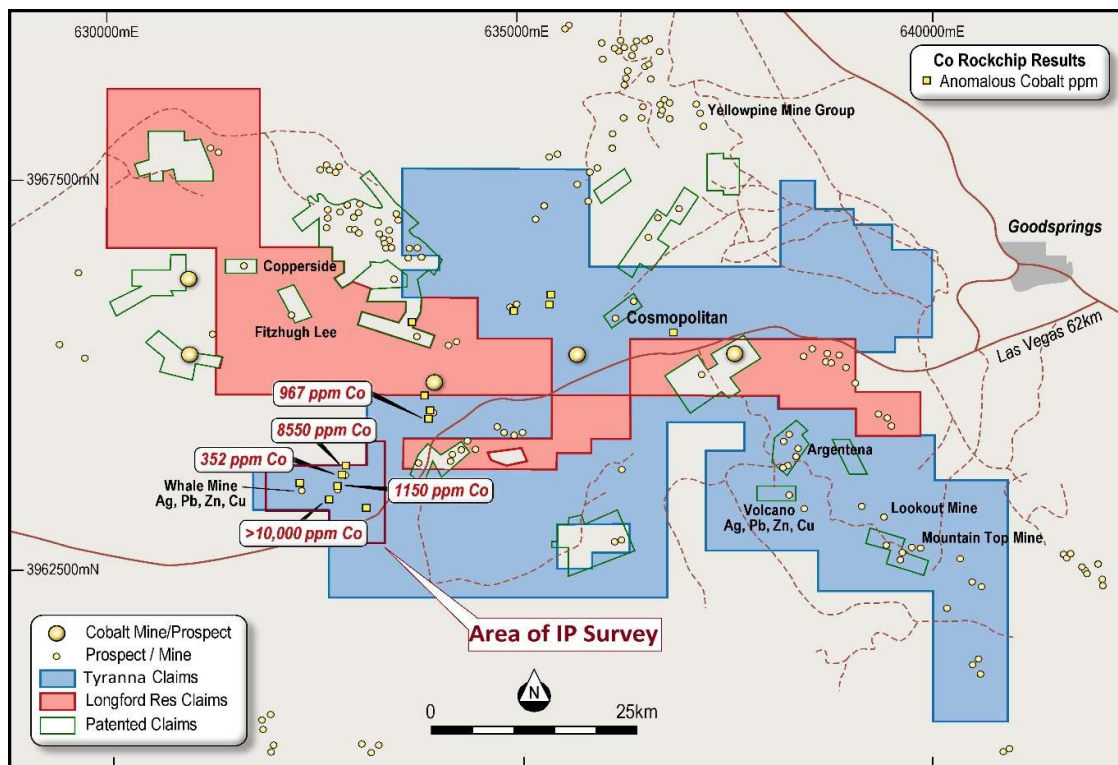 630000mE
635000mE
640000mE
Co Rockchip Results
Anomalous Cobalt ppm
Yellowpine Mine Group
3967500mN
Goodsprings
Copperside
Fitzhugh Lee
Cosmopolitan
Las Vegas 62km
967 ppm Co
8550 ppm Co
352 ppm Co
Whale Mine
Ag, Pb, Zn, Cu
1150 ppm Co
>10,000 ppm Co
Argentena
Volcano
Ag, Pb, Zn, Cu
Lookout Mine
Mountain Top Mine
3962500mN
Area of IP Survey
Cobalt Mine/Prospect
Prospect / Mine
Tyranna Claims
Longford Res Claims
Patented Claims
N
0
25km